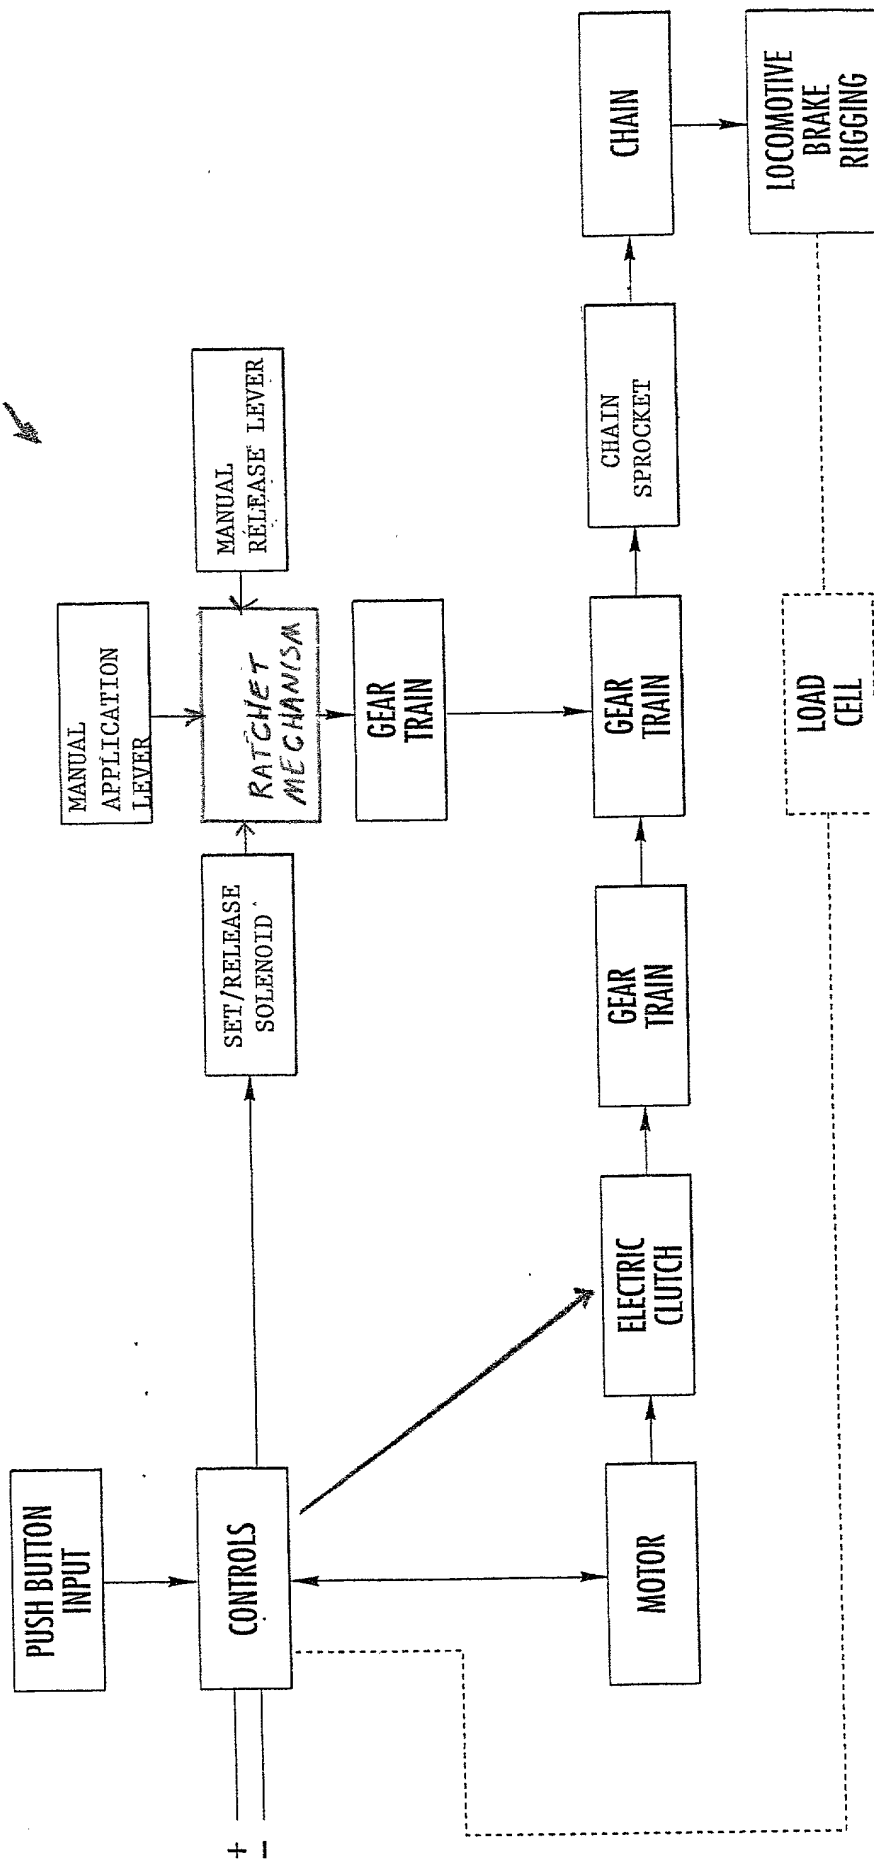 PUSH BUTTON
INPUT
+
−
CONTROLS
SET/RELEASE
SOLENOID
MANUAL
APPLICATION
LEVER
RATCHET
MECHANISM
MANUAL
RELEASE LEVER
GEAR
TRAIN
MOTOR
ELECTRIC
CLUTCH
GEAR
TRAIN
GEAR
TRAIN
CHAIN
SPROCKET
CHAIN
LOCOMOTIVE
BRAKE
RIGGING
LOAD
CELL